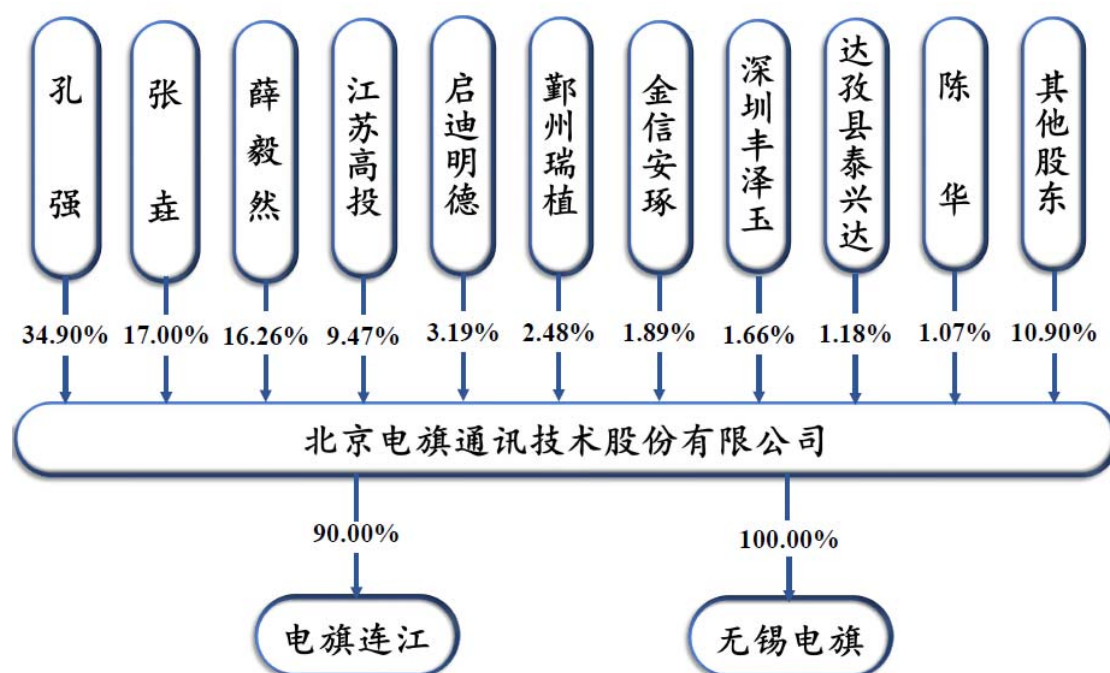 孔强
张垚
薛毅然
江苏高投
启迪明德
鄞州瑞植
金信安琢
深圳丰泽玉
达孜县泰兴达
陈华
其他股东
34.90%
17.00%
16.26%
9.47%
3.19%
2.48%
1.89%
1.66%
1.18%
1.07%
10.90%
北京电旗通讯技术股份有限公司
90.00%
100.00%
电旗连江
无锡电旗